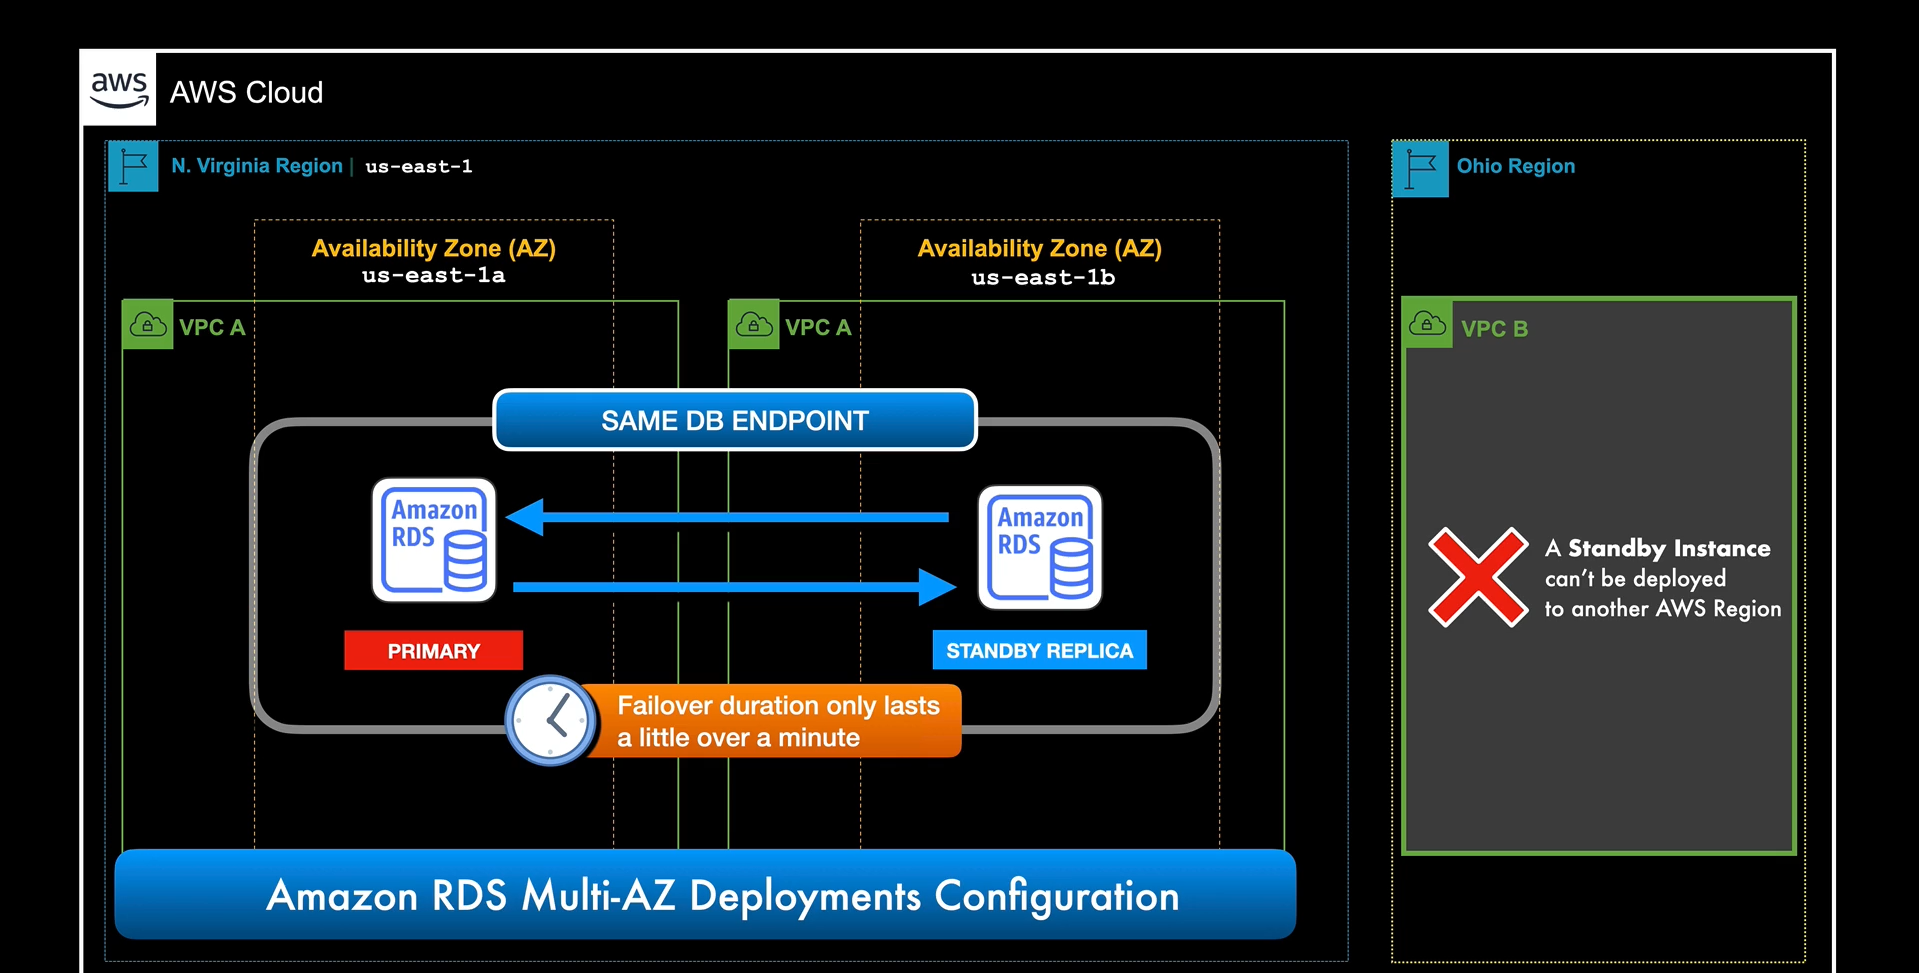 aws
AWS Cloud
N. Virginia Region | us-east-1
Ohio Region
Availability Zone (AZ)
us-east-1a
Availability Zone (AZ)
us-east-1b
VPC A
VPC A
VPC B
SAME DB ENDPOINT
Amazon
RDS
Amazon
RDS
PRIMARY
STANDBY REPLICA
A Standby Instance
can't be deployed
to another AWS Region
Failover duration only lasts
a little over a minute
Amazon RDS Multi-AZ Deployments Configuration